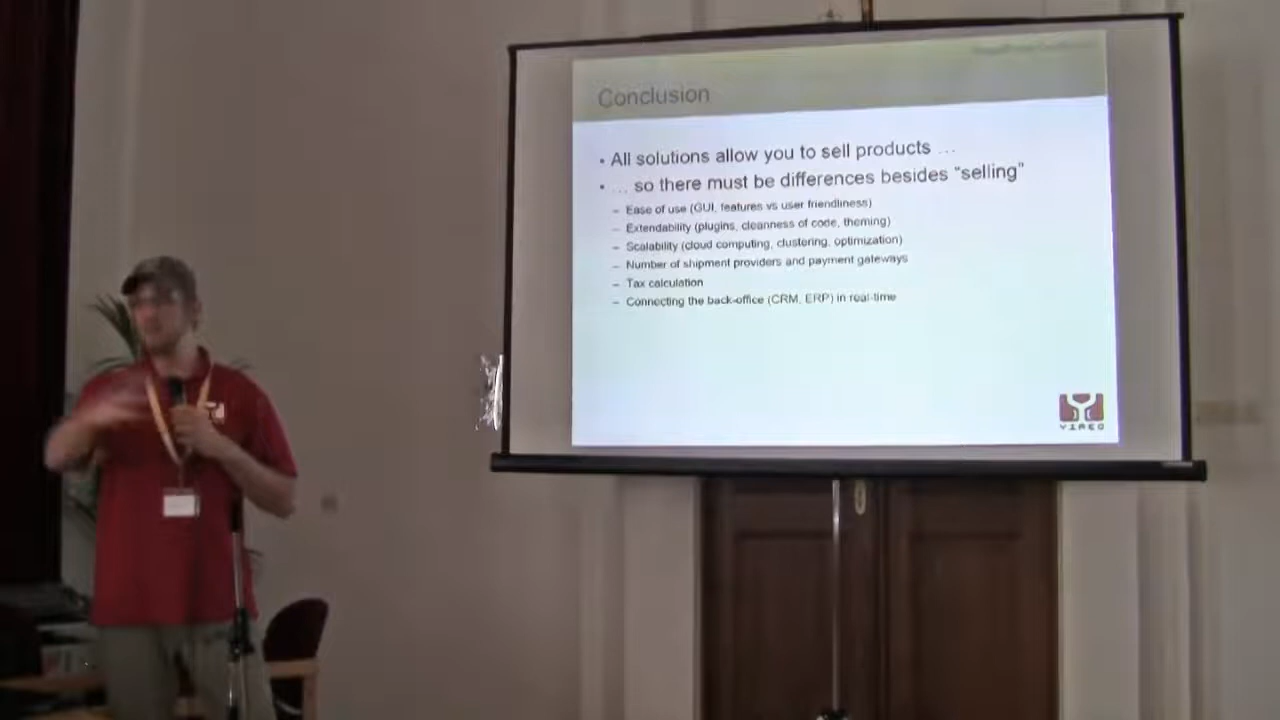 Conclusion
• All solutions allow you to sell products …
• … so there must be differences besides “selling”
– Ease of use (GUI, features vs user friendliness)
– Extendability (plugins, cleanness of code, theming)
– Scalability (cloud computing, clustering, optimization)
– Number of shipment providers and payment gateways
– Tax calculation
– Connecting the back-office (CRM, ERP) in real-time
YIREO